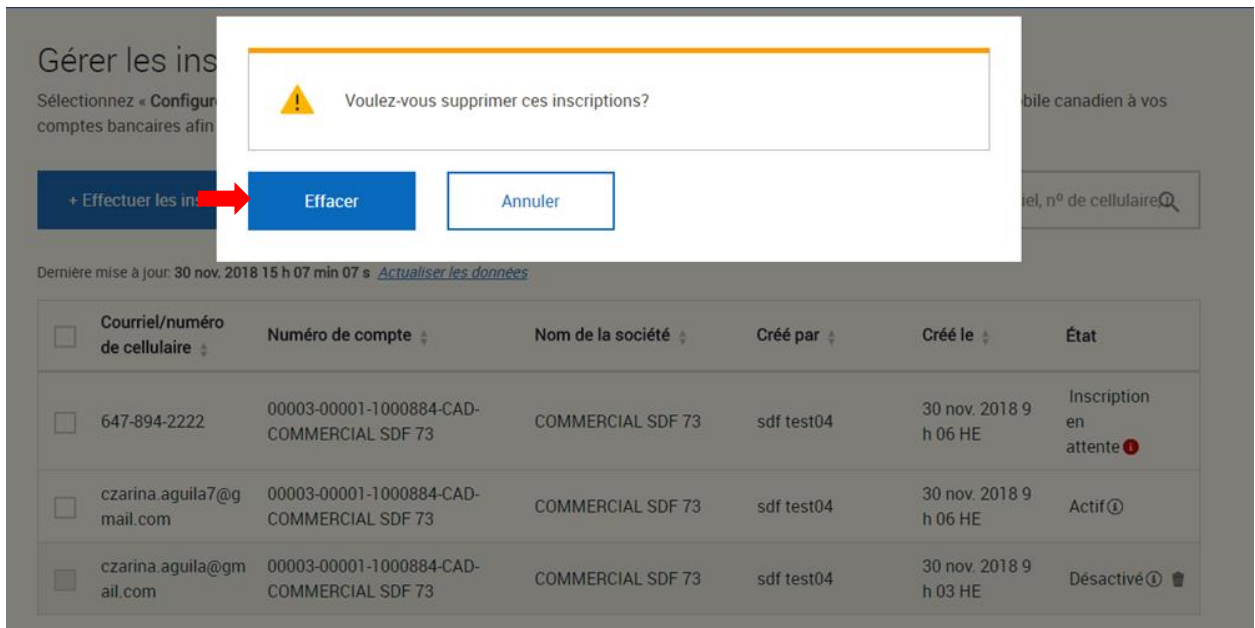 Gérer les ins
Sélectionnez « Configur
bile canadien à vos
comptes bancaires afin
Voulez-vous supprimer ces inscriptions?
+ Effectuer les ins
Effacer
Annuler
iel, nº de cellulaire
Dernière mise à jour: 30 nov. 2018 15 h 07 min 07 s Actualiser les données
Courriel/numéro
de cellulaire
Numéro de compte
Nom de la société
Créé par
Créé le
État
647-894-2222
00003-00001-1000884-CAD-
COMMERCIAL SDF 73
COMMERCIAL SDF 73
sdf test04
30 nov. 2018 9
h 06 HE
Inscription
en
attente
czarina.aguila7@g
mail.com
00003-00001-1000884-CAD-
COMMERCIAL SDF 73
COMMERCIAL SDF 73
sdf test04
30 nov. 2018 9
h 06 HE
Actif
czarina.aguila@gm
ail.com
00003-00001-1000884-CAD-
COMMERCIAL SDF 73
COMMERCIAL SDF 73
sdf test04
30 nov. 2018 9
h 03 HE
Désactivé